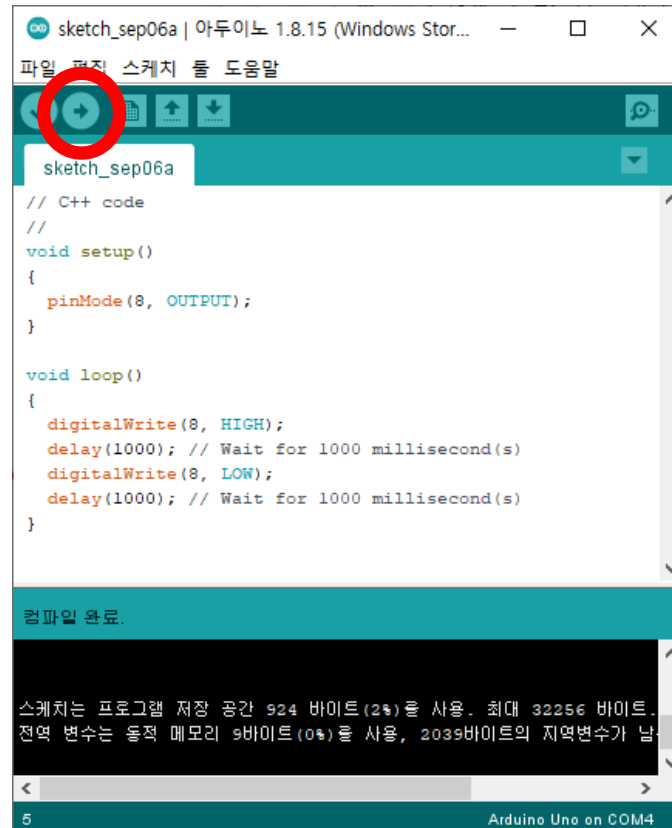 sketch_sep06a | 아두이노 1.8.15 (Windows Stor...
파일 편집 스케치 툴 도움말
sketch_sep06a
// C++ code
//
void setup()
{
  pinMode(8, OUTPUT);
}
void loop()
{
  digitalWrite(8, HIGH);
  delay(1000); // Wait for 1000 millisecond(s)
  digitalWrite(8, LOW);
  delay(1000); // Wait for 1000 millisecond(s)
}
컴파일 완료.
스케치는 프로그램 저장 공간 924 바이트(2%)을 사용. 최대 32256 바이트.
전역 변수는 동적 메모리 9바이트(0%)을 사용, 2039바이트의 지역변수가
5 Arduino Uno on COM4